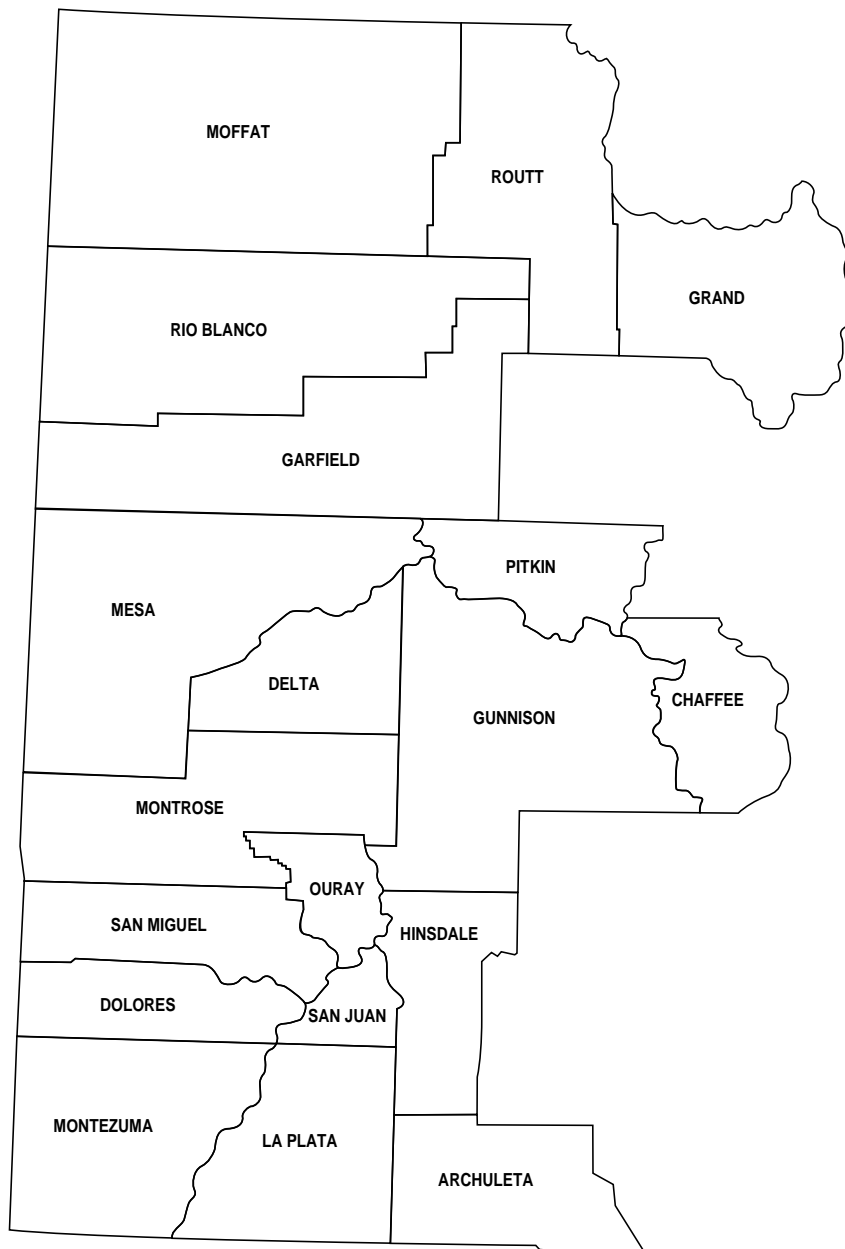 MOFFAT
ROUTT
GRAND
RIO BLANCO
GARFIELD
PITKIN
MESA
DELTA
CHAFFEE
GUNNISON
MONTROSE
OURAY
SAN MIGUEL
HINSDALE
DOLORES
SAN JUAN
MONTEZUMA
LA PLATA
ARCHULETA